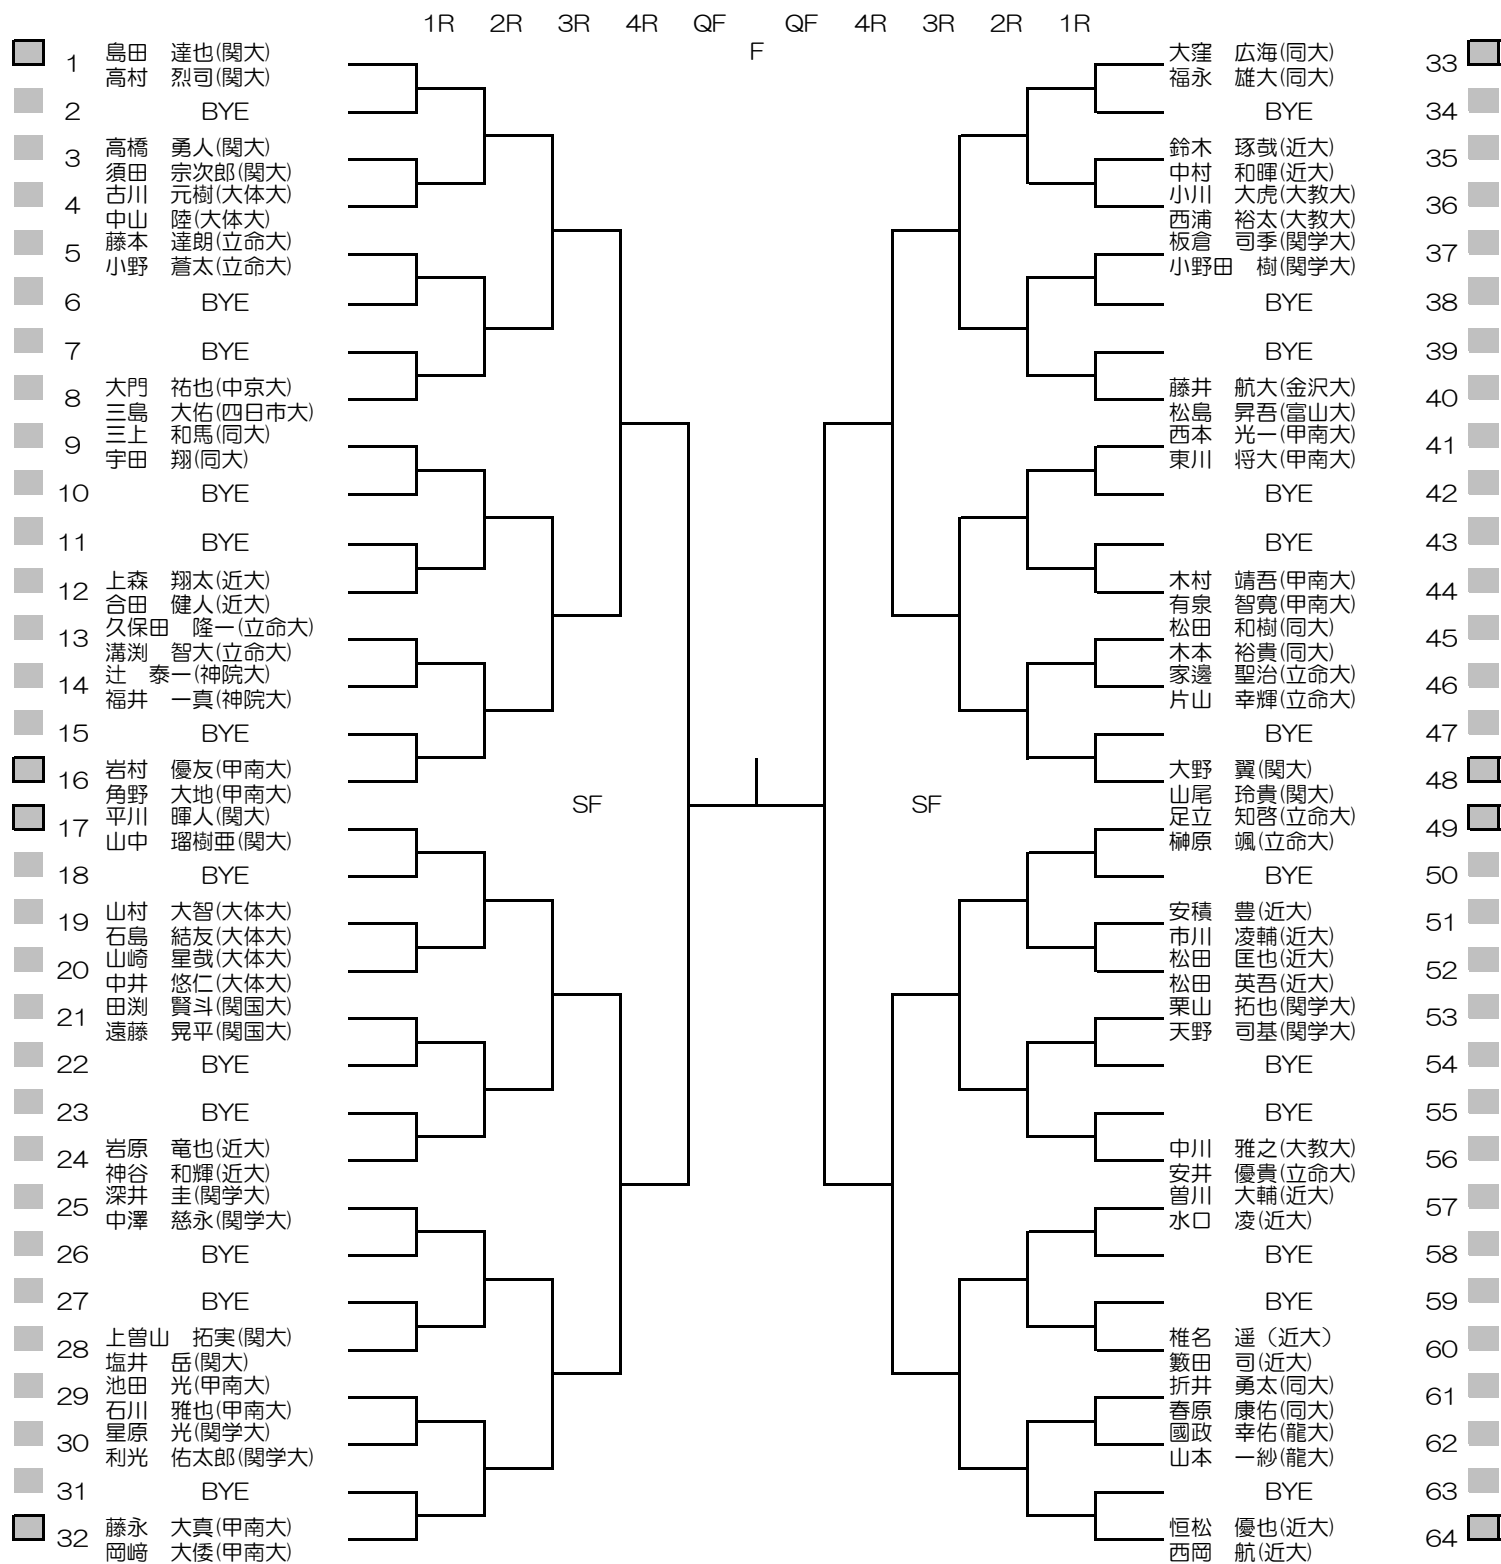 1R 2R 3R 4R QF QF 4R 3R 2R 1R
F
1 島田 達也(関大)
高村 烈司(関大)
2 BYE
3 高橋 勇人(関大)
須田 宗次郎(関大)
4 古川 元樹(大体大)
中山 陸(大体大)
5 藤本 達朗(立命大)
小野 蒼太(立命大)
6 BYE
7 BYE
8 大門 祐也(中京大)
三島 大佑(四日市大)
9 三上 和馬(同大)
宇田 翔(同大)
10 BYE
11 BYE
12 上森 翔太(近大)
合田 健人(近大)
13 久保田 隆一(立命大)
溝渕 智大(立命大)
14 辻 泰一(神院大)
福井 一真(神院大)
15 BYE
16 岩村 優友(甲南大)
角野 大地(甲南大)
17 平川 暉人(関大)
山中 瑠樹亜(関大)
18 BYE
19 山村 大智(大体大)
石島 結友(大体大)
20 山崎 星哉(大体大)
中井 悠仁(大体大)
21 田渕 賢斗(関国大)
遠藤 晃平(関国大)
22 BYE
23 BYE
24 岩原 竜也(近大)
神谷 和輝(近大)
25 深井 圭(関学大)
中澤 慈永(関学大)
26 BYE
27 BYE
28 上曽山 拓実(関大)
塩井 岳(関大)
29 池田 光(甲南大)
石川 雅也(甲南大)
30 星原 光(関学大)
利光 佑太郎(関学大)
31 BYE
32 藤永 大真(甲南大)
岡﨑 大倭(甲南大)
SF SF
大窪 広海(同大) 33
福永 雄大(同大)
BYE 34
鈴木 琢哉(近大) 35
中村 和暉(近大)
小川 大虎(大教大) 36
西浦 裕太(大教大)
板倉 司季(関学大) 37
小野田 樹(関学大)
BYE 38
BYE 39
藤井 航大(金沢大) 40
松島 昇吾(富山大)
西本 光一(甲南大) 41
東川 将大(甲南大)
BYE 42
BYE 43
木村 靖吾(甲南大) 44
有泉 智寛(甲南大)
松田 和樹(同大) 45
木本 裕貴(同大)
家邊 聖治(立命大) 46
片山 幸輝(立命大)
BYE 47
大野 翼(関大) 48
山尾 玲貴(関大)
足立 知啓(立命大) 49
榊原 颯(立命大)
BYE 50
安積 豊(近大) 51
市川 凌輔(近大)
松田 匡也(近大) 52
松田 英吾(近大)
栗山 拓也(関学大) 53
天野 司基(関学大)
BYE 54
BYE 55
中川 雅之(大教大) 56
安井 優貴(立命大)
曽川 大輔(近大) 57
水口 凌(近大)
BYE 58
BYE 59
椎名 遥（近大） 60
籔田 司(近大)
折井 勇太(同大) 61
春原 康佑(同大)
國政 幸佑(龍大) 62
山本 一紗(龍大)
BYE 63
恒松 優也(近大) 64
西岡 航(近大)